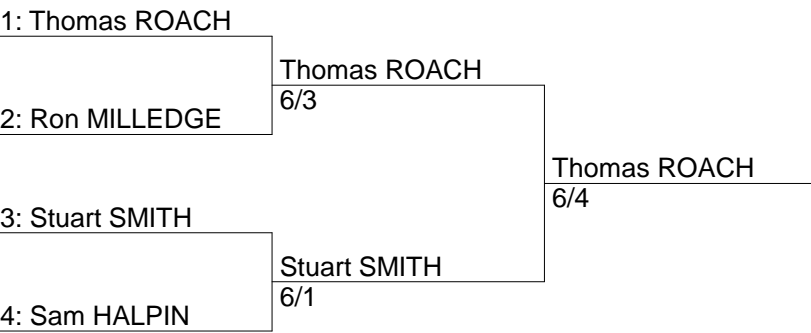 1: Thomas ROACH
Thomas ROACH
6/3
2: Ron MILLEDGE
Thomas ROACH
6/4
3: Stuart SMITH
Stuart SMITH
6/1
4: Sam HALPIN